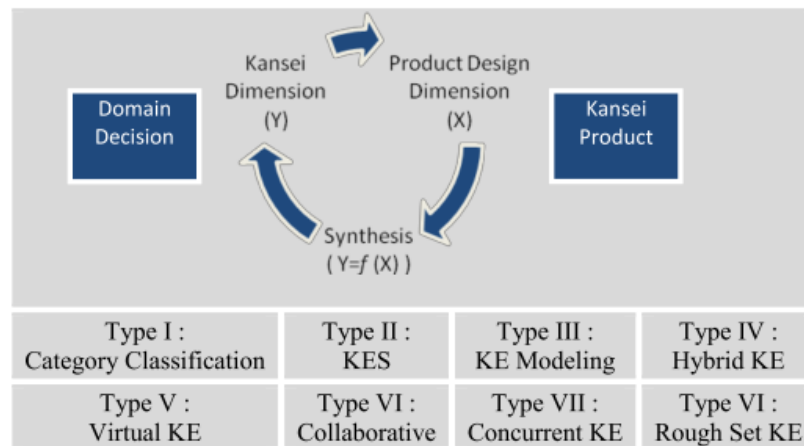 Kansei
Dimension
(Y)
Product Design
Dimension
(X)
Domain
Decision
Kansei
Product
Synthesis
( Y=f (X) )
Type I :
Category Classification
Type II :
KES
Type III :
KE Modeling
Type IV :
Hybrid KE
Type V :
Virtual KE
Type VI :
Collaborative
Type VII :
Concurrent KE
Type VI :
Rough Set KE